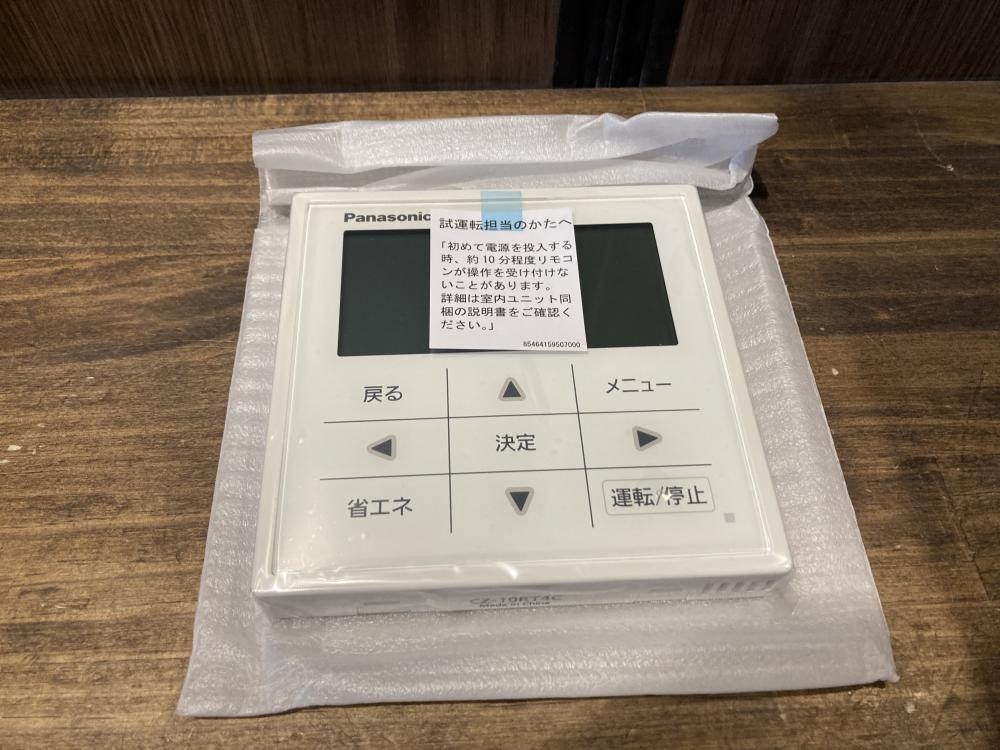 Panasonic
試運転担当のかたへ
「初めて電源を投入する
時、約10分程度リモコ
ンが操作を受け付けな
いことがあります。
詳細は室内ユニット同
梱の説明書をご確認く
ださい。」
85464159507000
戻る
メニュー
決定
省エネ
運転/停止
CZ-10RT4C
Made in China